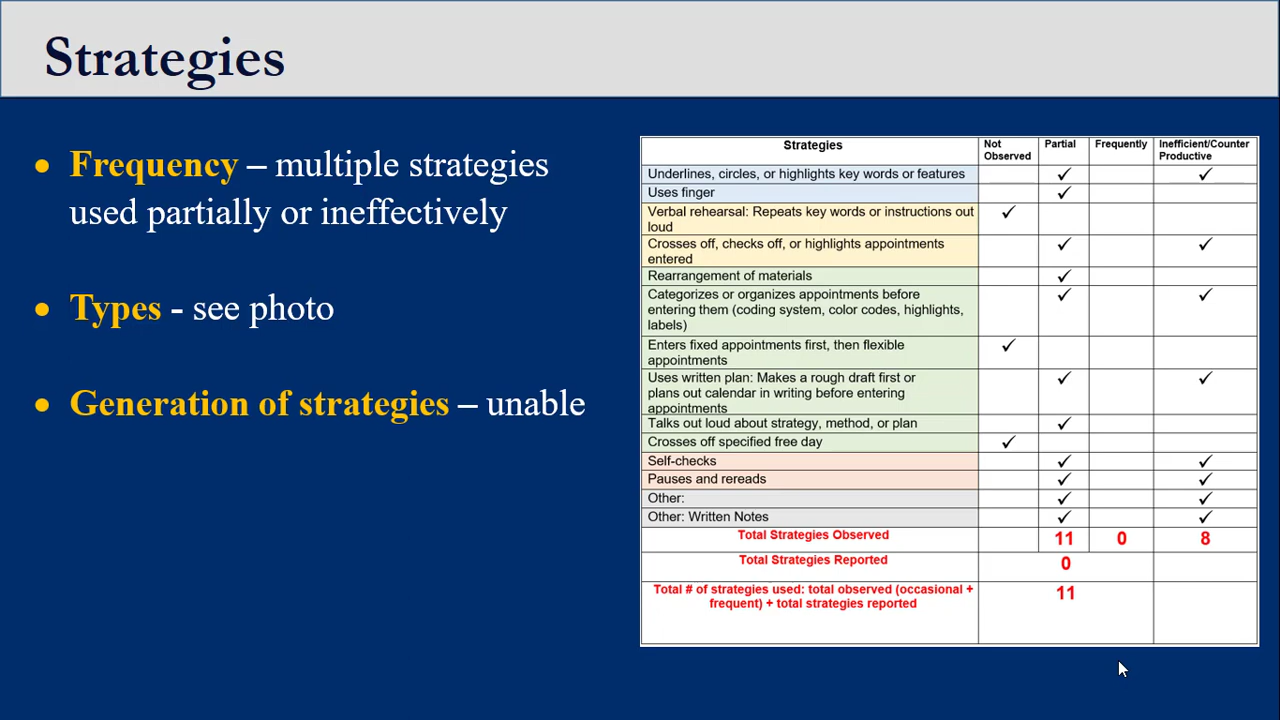 Strategies
• Frequency – multiple strategies
used partially or ineffectively
• Types - see photo
• Generation of strategies – unable
Strategies Not Observed Partial Frequently Inefficient/Counter Productive
Underlines, circles, or highlights key words or features ✓ ✓
Uses finger ✓
Verbal rehearsal: Repeats key words or instructions out
loud ✓
Crosses off, checks off, or highlights appointments
entered ✓ ✓
Rearrangement of materials ✓
Categorizes or organizes appointments before
entering them (coding system, color codes, highlights,
labels) ✓ ✓
Enters fixed appointments first, then flexible
appointments ✓
Uses written plan: Makes a rough draft first or
plans out calendar in writing before entering
appointments ✓ ✓
Talks out loud about strategy, method, or plan ✓
Crosses off specified free day ✓
Self-checks ✓ ✓
Pauses and rereads ✓ ✓
Other: ✓ ✓
Other: Written Notes ✓ ✓
Total Strategies Observed 11 0 8
Total Strategies Reported 0
Total # of strategies used: total observed (occasional +
frequent) + total strategies reported 11